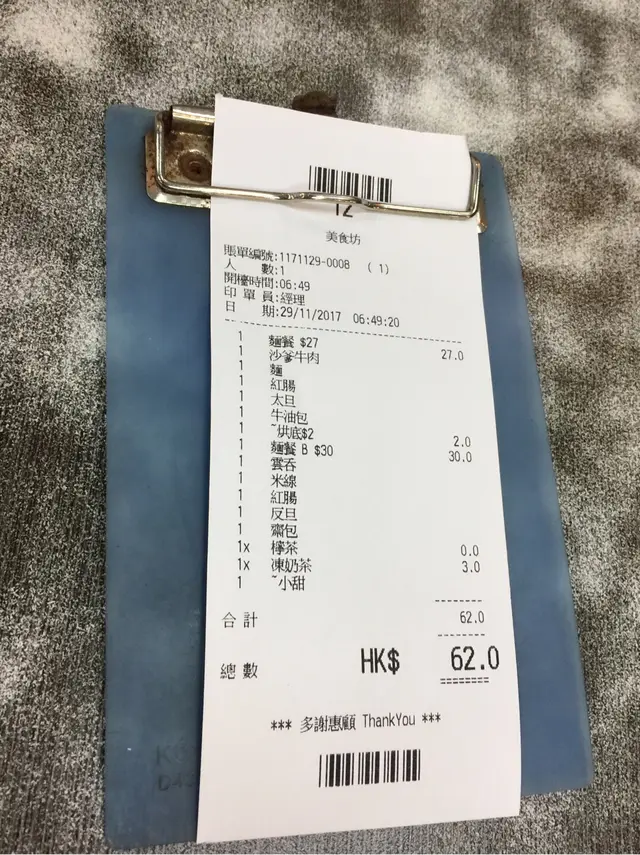 12
美食坊
賬單編號:1171129-0008 (1)
人 數:1
開檯時間:06:49
印單員:經理
日 期:29/11/2017 06:49:20
1 麵餐 $27 27.0
1 沙爹牛肉
1 麵
1 紅腸
1 太旦
1 牛油包
1 ~烘底$2 2.0
1 麵餐 B $30 30.0
1 雲吞
1 米線
1 紅腸
1 反旦
1 齋包
1x 檸茶 0.0
1x 凍奶茶 3.0
1 ~小甜
合計 62.0
總數 HK$ 62.0
*** 多謝惠顧 ThankYou ***